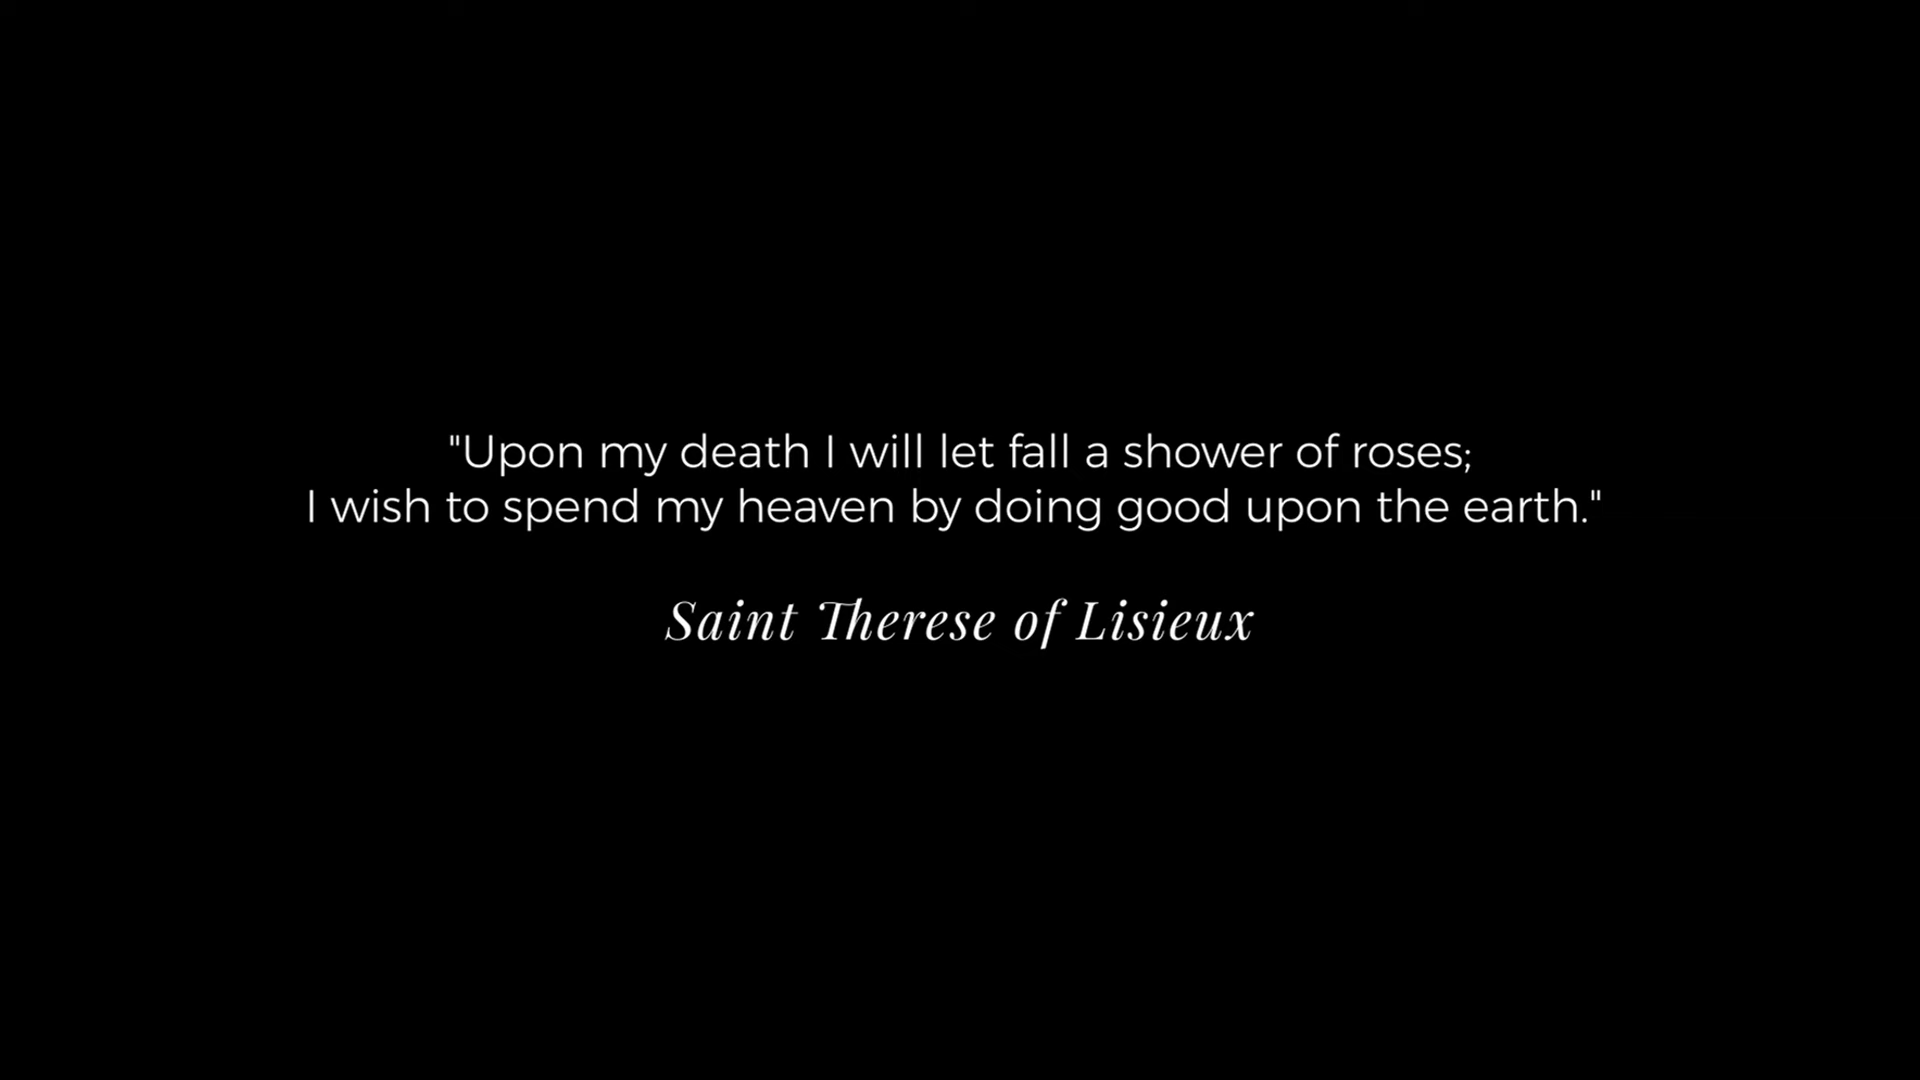 "Upon my death I will let fall a shower of roses;
I wish to spend my heaven by doing good upon the earth."
Saint Therese of Lisieux